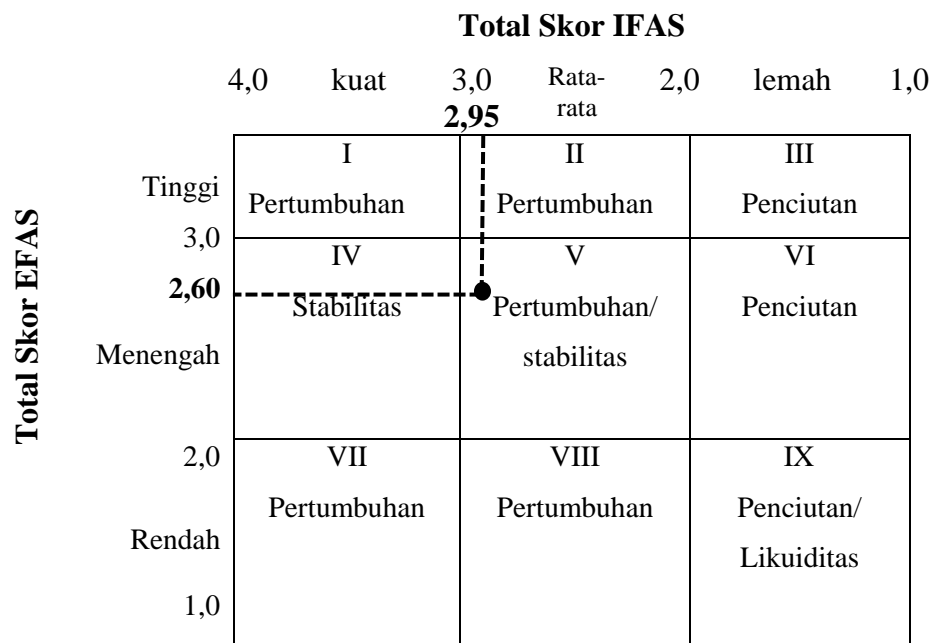 Total Skor IFAS
4,0 kuat 3,0 Rata-
rata 2,0 lemah 1,0
2,95
Total Skor EFAS
Tinggi
3,0
2,60
Menengah
2,0
Rendah
1,0
I
Pertumbuhan
II
Pertumbuhan
III
Penciutan
IV
Stabilitas
V
Pertumbuhan/
stabilitas
VI
Penciutan
VII
Pertumbuhan
VIII
Pertumbuhan
IX
Penciutan/
Likuiditas